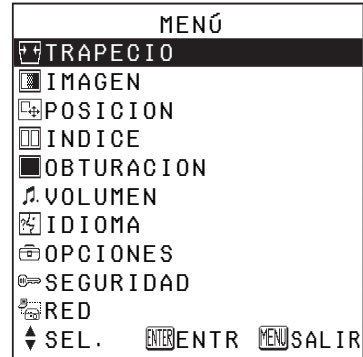 MENÚ
TRAPECIO
IMAGEN
POSICION
INDICE
OBTURACION
VOLUMEN
IDIOMA
OPCIONES
SEGURIDAD
RED
SEL. ENTER ENTR MENU SALIR